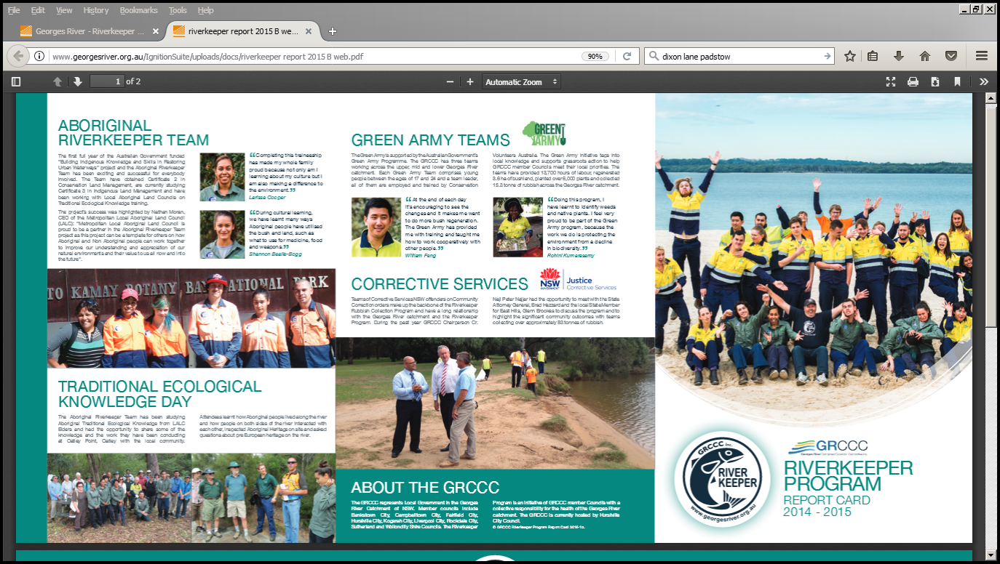 File Edit View History Bookmarks Tools Help
Georges River - Riverkeeper ...
riverkeeper report 2015 B we...
www.georgesriver.org.au/IgnitionSuite/uploads/docs/riverkeeper report 2015 B web.pdf
90%
dixon lane padstow
1 of 2
Automatic Zoom
ABORIGINAL
RIVERKEEPER TEAM
The first full year of the Australian Government funded
"Building Indigenous Knowledge and Skills in Restoring
Urban Waterways" project and the Aboriginal Riverkeeper
Team has been exciting and successful for everybody
involved. The Team have obtained Certificate 2 in
Conservation Land Management, are currently studying
Certificate 3 in Indigenous Land Management and have
been working with Local Aboriginal Land Councils on
Traditional Ecological Knowledge training.
The project's success was highlighted by Nathan Moran,
CEO of the Metropolitan Local Aboriginal Land Council
(LALC): "Metropolitan Local Aboriginal Land Council is
proud to be a partner in the Aboriginal Riverkeeper Team
project as this project can be a template for others on how
Aboriginal and Non Aboriginal people can work together
to improve our understanding and appreciation of our
natural environments and their value to us all now and into
the future".
“Completing this traineeship
has made my whole family
proud because not only am I
learning about my culture but I
am also making a difference to
the environment.”
Larissa Cooper
“During cultural learning,
we have learnt many ways
Aboriginal people have utilised
the bush and land, such as
what to use for medicine, food
and weapons.”
Shannon Beale-Bogg
TO KAMAY BOTANY BAY NATIONAL PARK
TRADITIONAL ECOLOGICAL
KNOWLEDGE DAY
The Aboriginal Riverkeeper Team has been studying
Aboriginal Traditional Ecological Knowledge from LALC
Elders and had the opportunity to share some of the
knowledge and the work they have been conducting
at Oatley Point, Oatley with the local community.
Attendees learnt how Aboriginal people lived along the river
and how people on both sides of the river interacted with
each other, inspected Aboriginal Heritage on site and asked
questions about pre European heritage on the river.
GREEN ARMY TEAMS
GREEN ARMY
The Green Army is supported by the Australian Government's
Green Army Programme. The GRCCC has three teams
working across the upper, mid and lower Georges River
catchment. Each Green Army Team comprises young
people between the ages of 17 and 24 and a team leader,
all of them are employed and trained by Conservation
Volunteers Australia. The Green Army initiative taps into
local knowledge and supports grassroots action to help
GRCCC member Councils meet their local priorities. The
teams have provided 13,700 hours of labour, regenerated
3.6 ha of bushland, planted over 6,000 plants and collected
15.3 tonne of rubbish across the Georges River catchment.
“At the end of each day
it's encouraging to see the
changes and it makes me want
to do more bush regeneration.
The Green Army has provided
me with training and taught me
how to work cooperatively with
other people.”
William Feng
“Doing this program, I
have learnt to identify weeds
and native plants. I feel very
proud to be part of the Green
Army program, because the
work we do is protecting the
environment from a decline
in biodiversity.”
Rohini Kumarasamy
CORRECTIVE SERVICES
NSW
GOVERNMENT
Justice
Corrective Services
Teams of Corrective Services NSW offenders on Community
Correction orders make up the backbone of the Riverkeeper
Rubbish Collection Program and have a long relationship
with the Georges River catchment and the Riverkeeper
Program. During the past year GRCCC Chairperson Cr.
Naji Peter Najjar had the opportunity to meet with the State
Attorney General, Brad Hazzard and the local State Member
for East Hills, Glenn Brookes to discuss the program and to
highlight the significant community outcomes with teams
collecting over approximately 83 tonnes of rubbish.
ABOUT THE GRCCC
The GRCCC represents Local Government in the Georges
River Catchment of NSW. Member councils include
Bankstown City, Campbelltown City, Fairfield City,
Hurstville City, Kogarah City, Liverpool City, Rockdale City,
Sutherland and Wollondilly Shire Councils. The Riverkeeper
Program is an initiative of GRCCC member Councils with a
collective responsibility for the health of the Georges River
catchment. The GRCCC is currently hosted by Hurstville
City Council.
© GRCCC Riverkeeper Program Report Card 2015-16.
GRCCC Inc.
RIVER
KEEPER
www.georgesriver.org.au
GRCCC
Georges River Combined Councils' Committee Inc.
RIVERKEEPER
PROGRAM
REPORT CARD
2014 - 2015